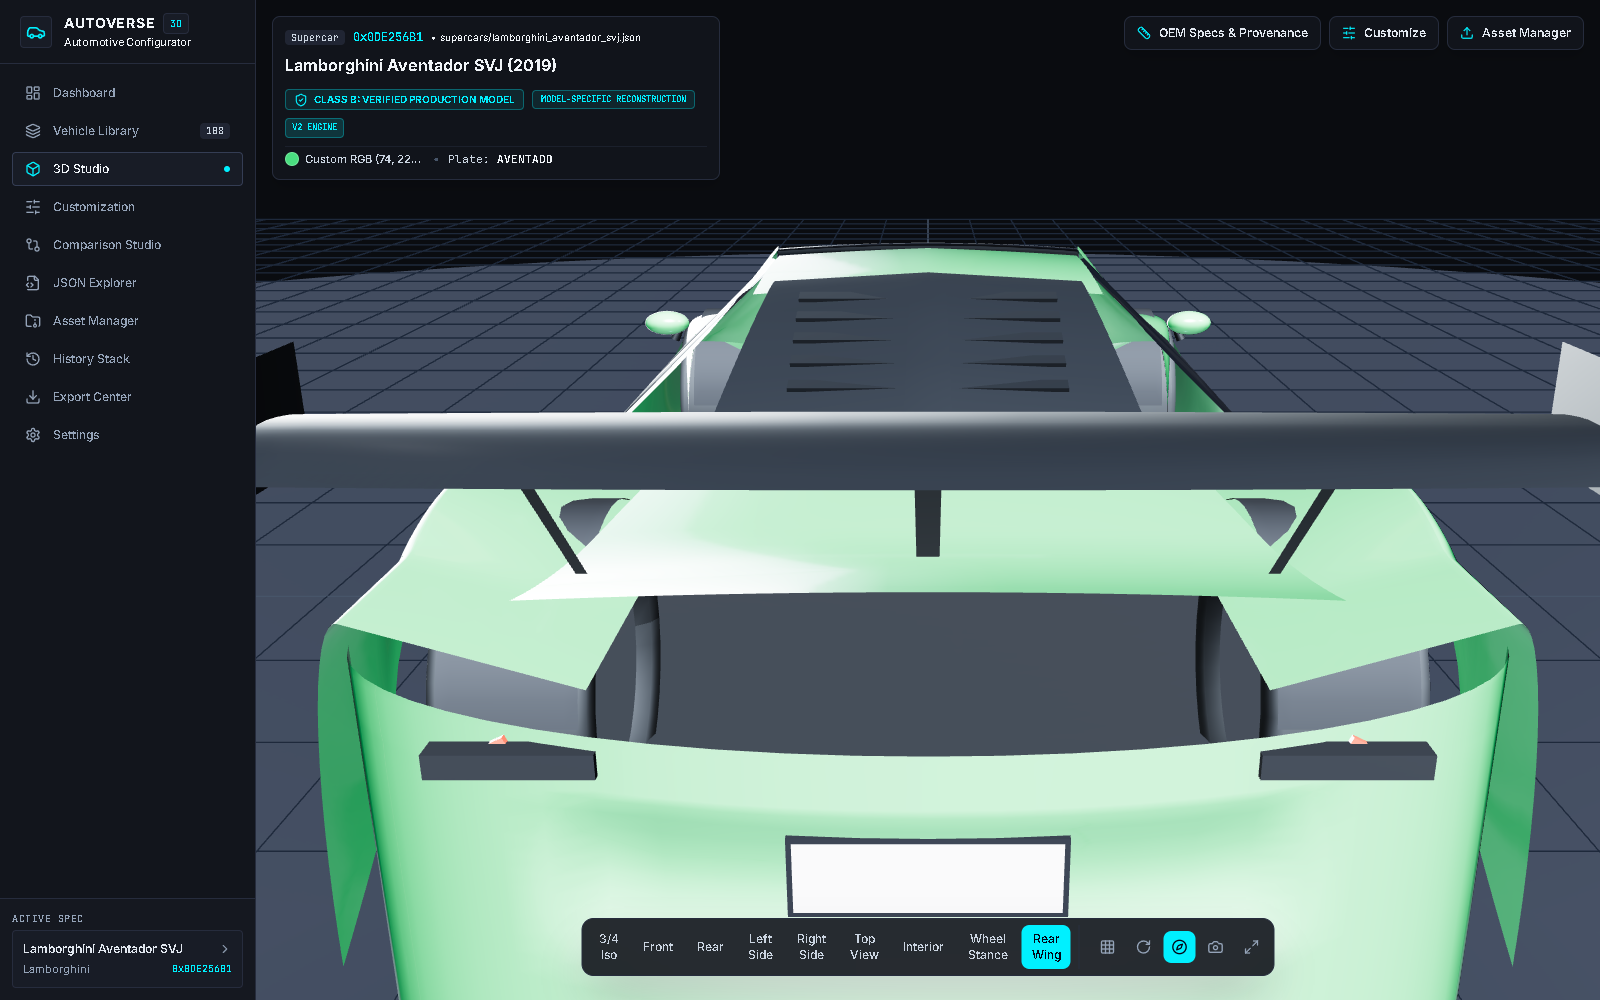 AUTOVERSE 3D
Automotive Configurator
Dashboard
Vehicle Library 188
3D Studio
Customization
Comparison Studio
JSON Explorer
Asset Manager
History Stack
Export Center
Settings
ACTIVE SPEC
Lamborghini Aventador SVJ
Lamborghini 0x0DE256B1
Supercar 0x0DE256B1 • supercars/lamborghini_aventador_svj.json
Lamborghini Aventador SVJ (2019)
CLASS B: VERIFIED PRODUCTION MODEL MODEL-SPECIFIC RECONSTRUCTION
V2 ENGINE
Custom RGB (74, 22... • Plate: AVENTADO
OEM Specs & Provenance Customize Asset Manager
3/4 Iso
Front
Rear
Left Side
Right Side
Top View
Interior
Wheel Stance
Rear Wing